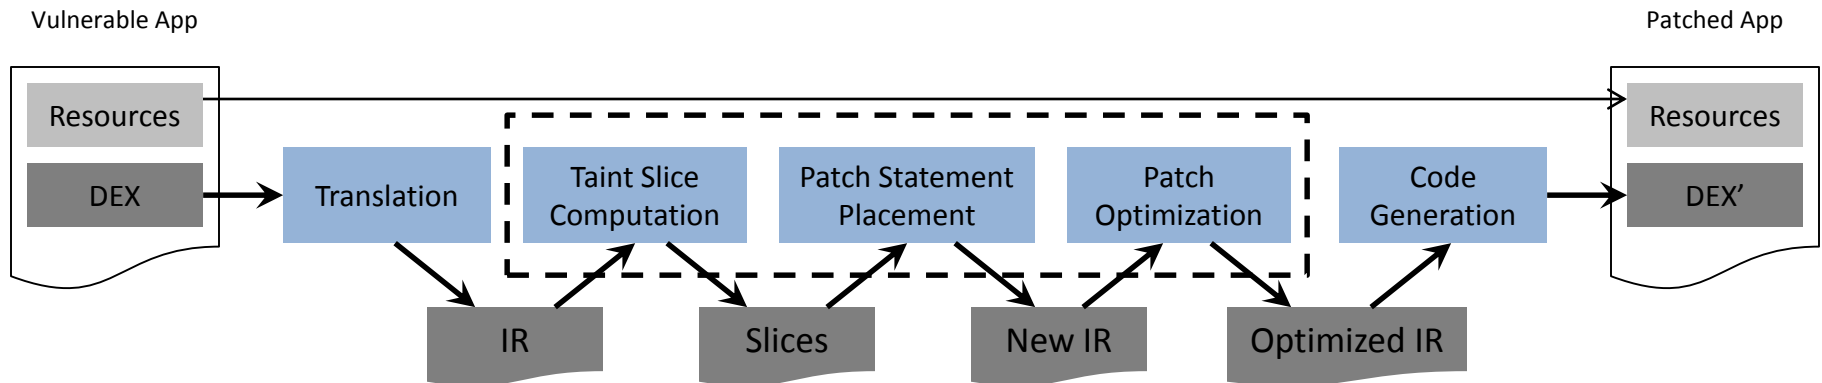 Vulnerable App
Patched App
Resources
Resources
DEX
Translation
Taint Slice
Computation
Patch Statement
Placement
Patch
Optimization
Code
Generation
DEX’
IR
Slices
New IR
Optimized IR